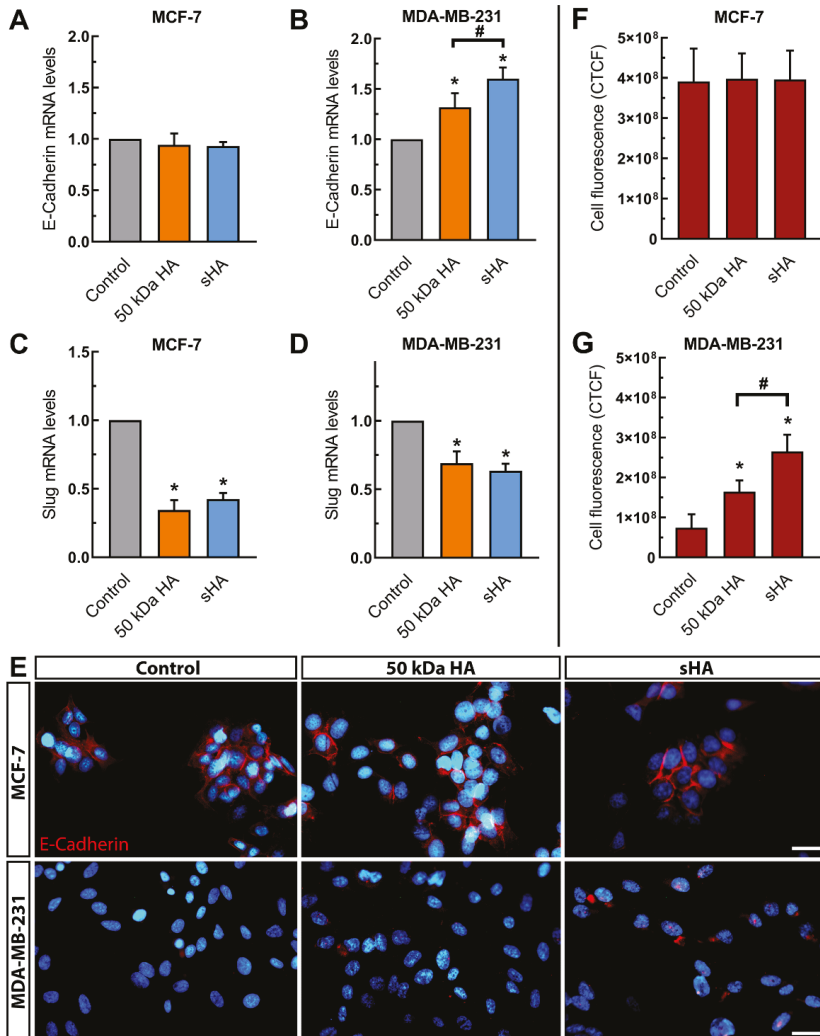 A
MCF-7
E-Cadherin mRNA levels
2.0
1.5
1.0
0.5
0.0
Control
50 kDa HA
sHA
B
MDA-MB-231
#
*
*
E-Cadherin mRNA levels
2.0
1.5
1.0
0.5
0.0
Control
50 kDa HA
sHA
F
MCF-7
Cell fluorescence (CTCF)
5×10⁸
4×10⁸
3×10⁸
2×10⁸
1×10⁸
0
Control
50 kDa HA
sHA
C
MCF-7
Slug mRNA levels
1.5
1.0
0.5
0.0
*
*
Control
50 kDa HA
sHA
D
MDA-MB-231
Slug mRNA levels
1.5
1.0
0.5
0.0
*
*
Control
50 kDa HA
sHA
G
MDA-MB-231
Cell fluorescence (CTCF)
5×10⁸
4×10⁸
3×10⁸
2×10⁸
1×10⁸
0
#
*
*
Control
50 kDa HA
sHA
E
Control
50 kDa HA
sHA
MCF-7
E-Cadherin
MDA-MB-231